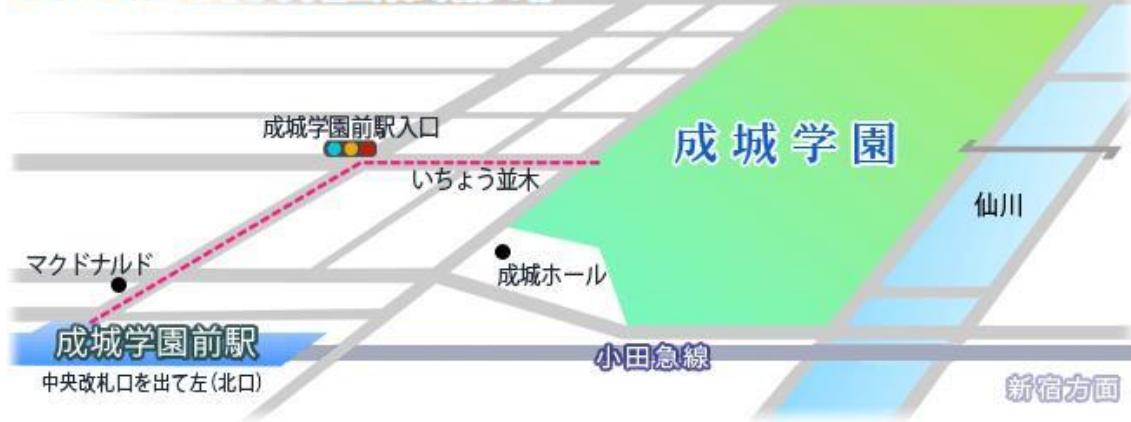 成城学園前駅入口
成城学園
いちょう並木
仙川
マクドナルド
成城ホール
成城学園前駅
小田急線
中央改札口を出て左(北口)
新宿方面